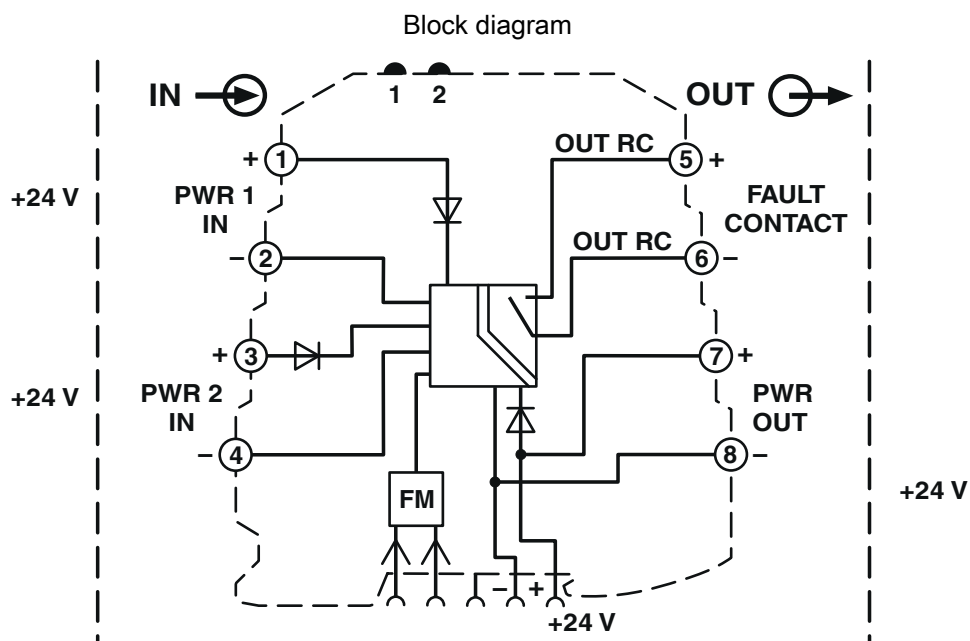 Block diagram
IN
1 2
OUT
+ 1
OUT RC
5 +
+24 V
PWR 1
IN
FAULT
CONTACT
– 2
OUT RC
6 –
+ 3
7 +
+24 V
PWR 2
IN
PWR
OUT
– 4
8 –
FM
+24 V
– +
+24 V